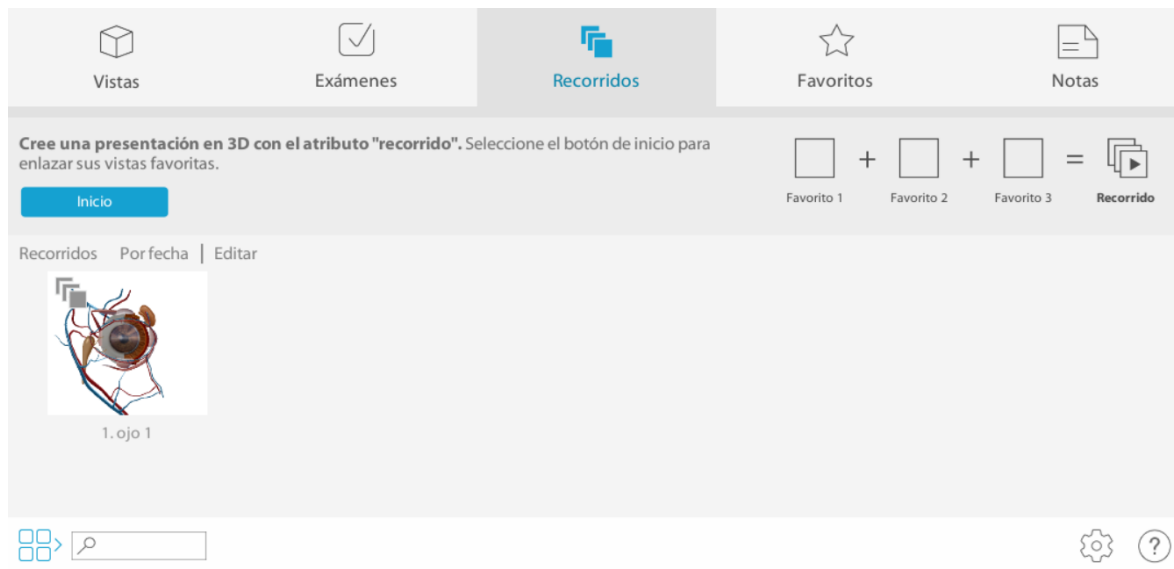 Vistas
Exámenes
Recorridos
Favoritos
Notas
Cree una presentación en 3D con el atributo "recorrido". Seleccione el botón de inicio para
enlazar sus vistas favoritas.
Inicio
+ + =
Favorito 1
Favorito 2
Favorito 3
Recorrido
Recorridos Por fecha | Editar
1. ojo 1
?